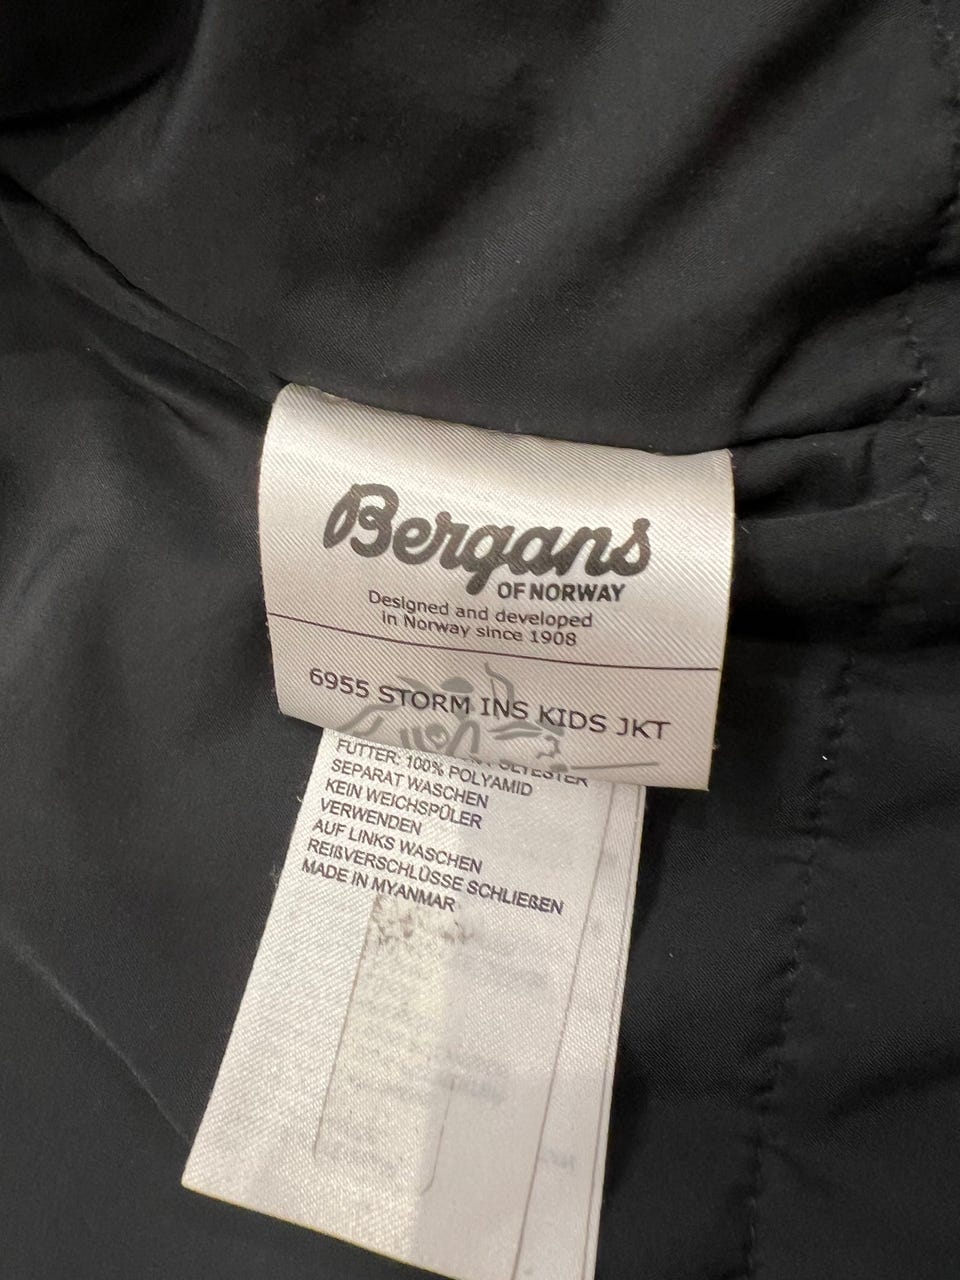 Bergans
OF NORWAY
Designed and developed
in Norway since 1908
6955 STORM INS KIDS JKT
FUTTER: 100% POLYAMID
SEPARAT WASCHEN
KEIN WEICHSPÜLER
VERWENDEN
AUF LINKS WASCHEN
REIßVERSCHLÜSSE SCHLIEßEN
MADE IN MYANMAR